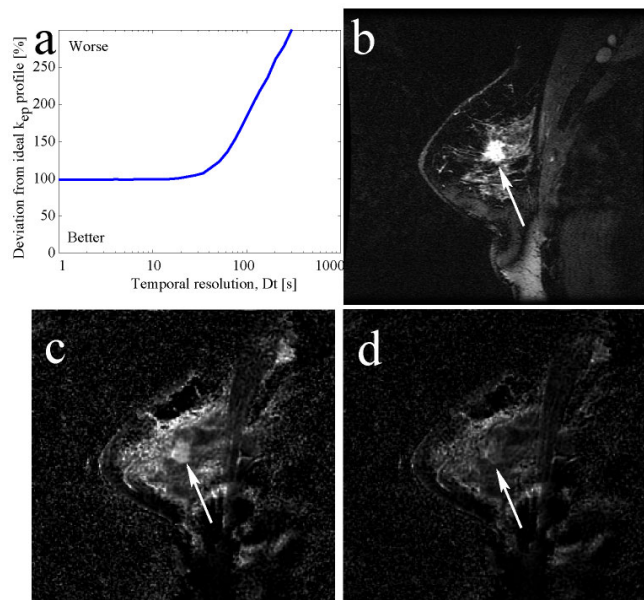 a
Worse
Deviation from ideal kep profile [%]
250
200
150
100
50
0
Better
1
10
100
1000
Temporal resolution, Dt [s]
b
c
d